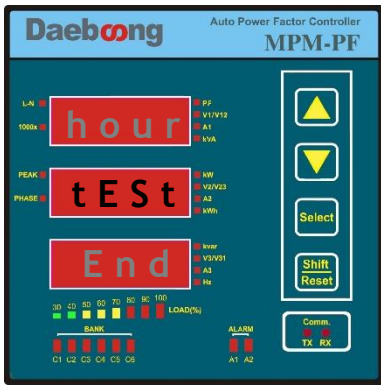 Daeboong
Auto Power Factor Controller
MPM-PF
L-N
1000x
hour
PF
V1/V12
A1
kVA
PEAK
PHASE
tESt
kW
V2/V23
A2
kWh
End
kvar
V3/V31
A3
Hz
30 40 50 60 70 80 90 100
LOAD(%)
BANK
C1 C2 C3 C4 C5 C6
ALARM
A1 A2
Select
Shift
Reset
Comm.
TX RX